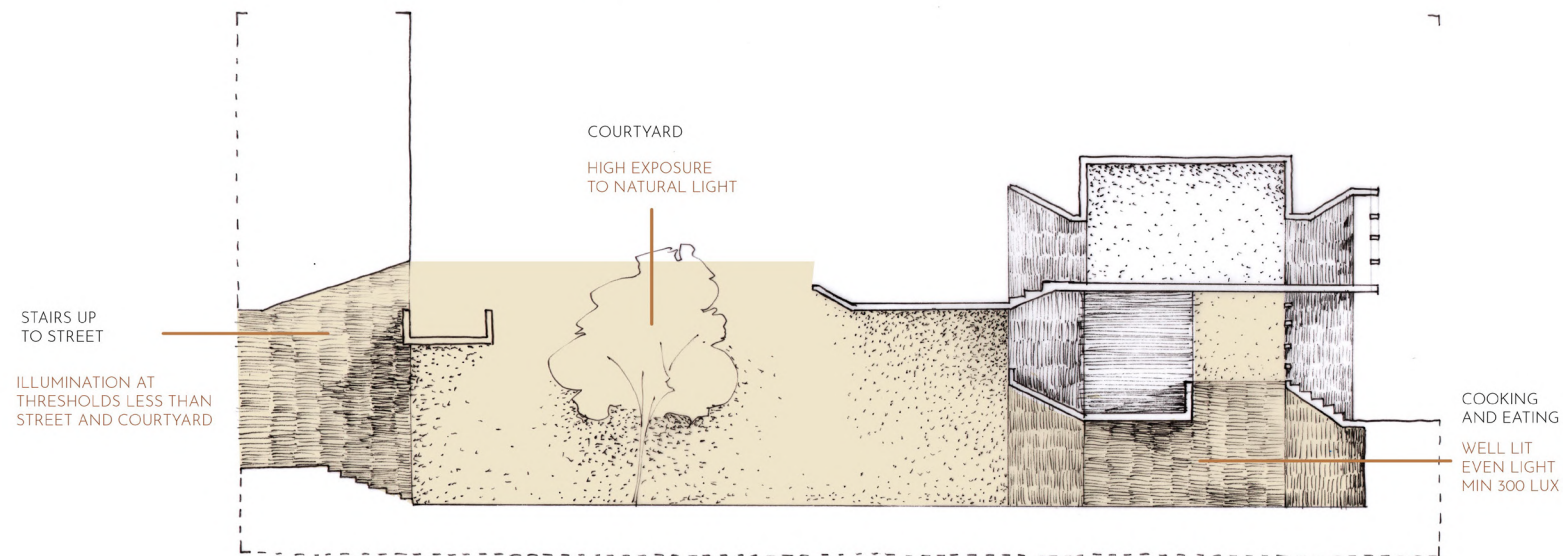 COURTYARD
HIGH EXPOSURE
TO NATURAL LIGHT
STAIRS UP
TO STREET
ILLUMINATION AT
THRESHOLDS LESS THAN
STREET AND COURTYARD
COOKING
AND EATING
WELL LIT
EVEN LIGHT
MIN 300 LUX